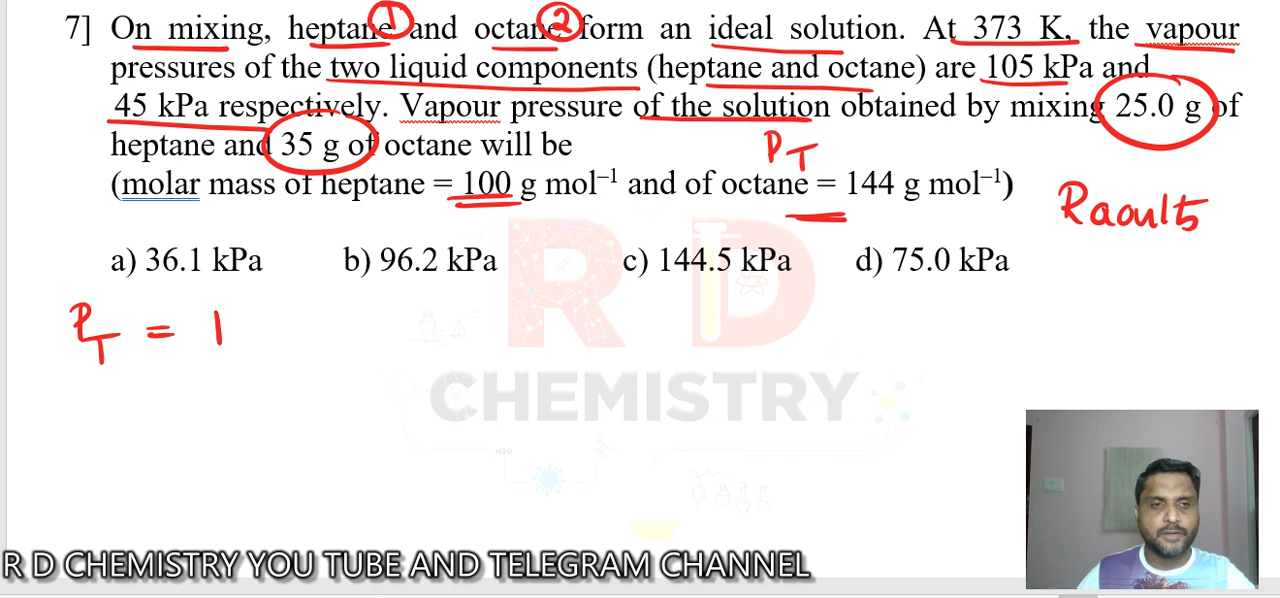 7] On mixing, heptane 1 and octane 2 form an ideal solution. At 373 K, the vapour
pressures of the two liquid components (heptane and octane) are 105 kPa and
45 kPa respectively. Vapour pressure of the solution obtained by mixing 25.0 g of
heptane and 35 g of octane will be
PT
(molar mass of heptane = 100 g mol⁻¹ and of octane = 144 g mol⁻¹)
Raoults
a) 36.1 kPa b) 96.2 kPa c) 144.5 kPa d) 75.0 kPa
PT = 1
R D
CHEMISTRY
H2O
R D CHEMISTRY YOU TUBE AND TELEGRAM CHANNEL